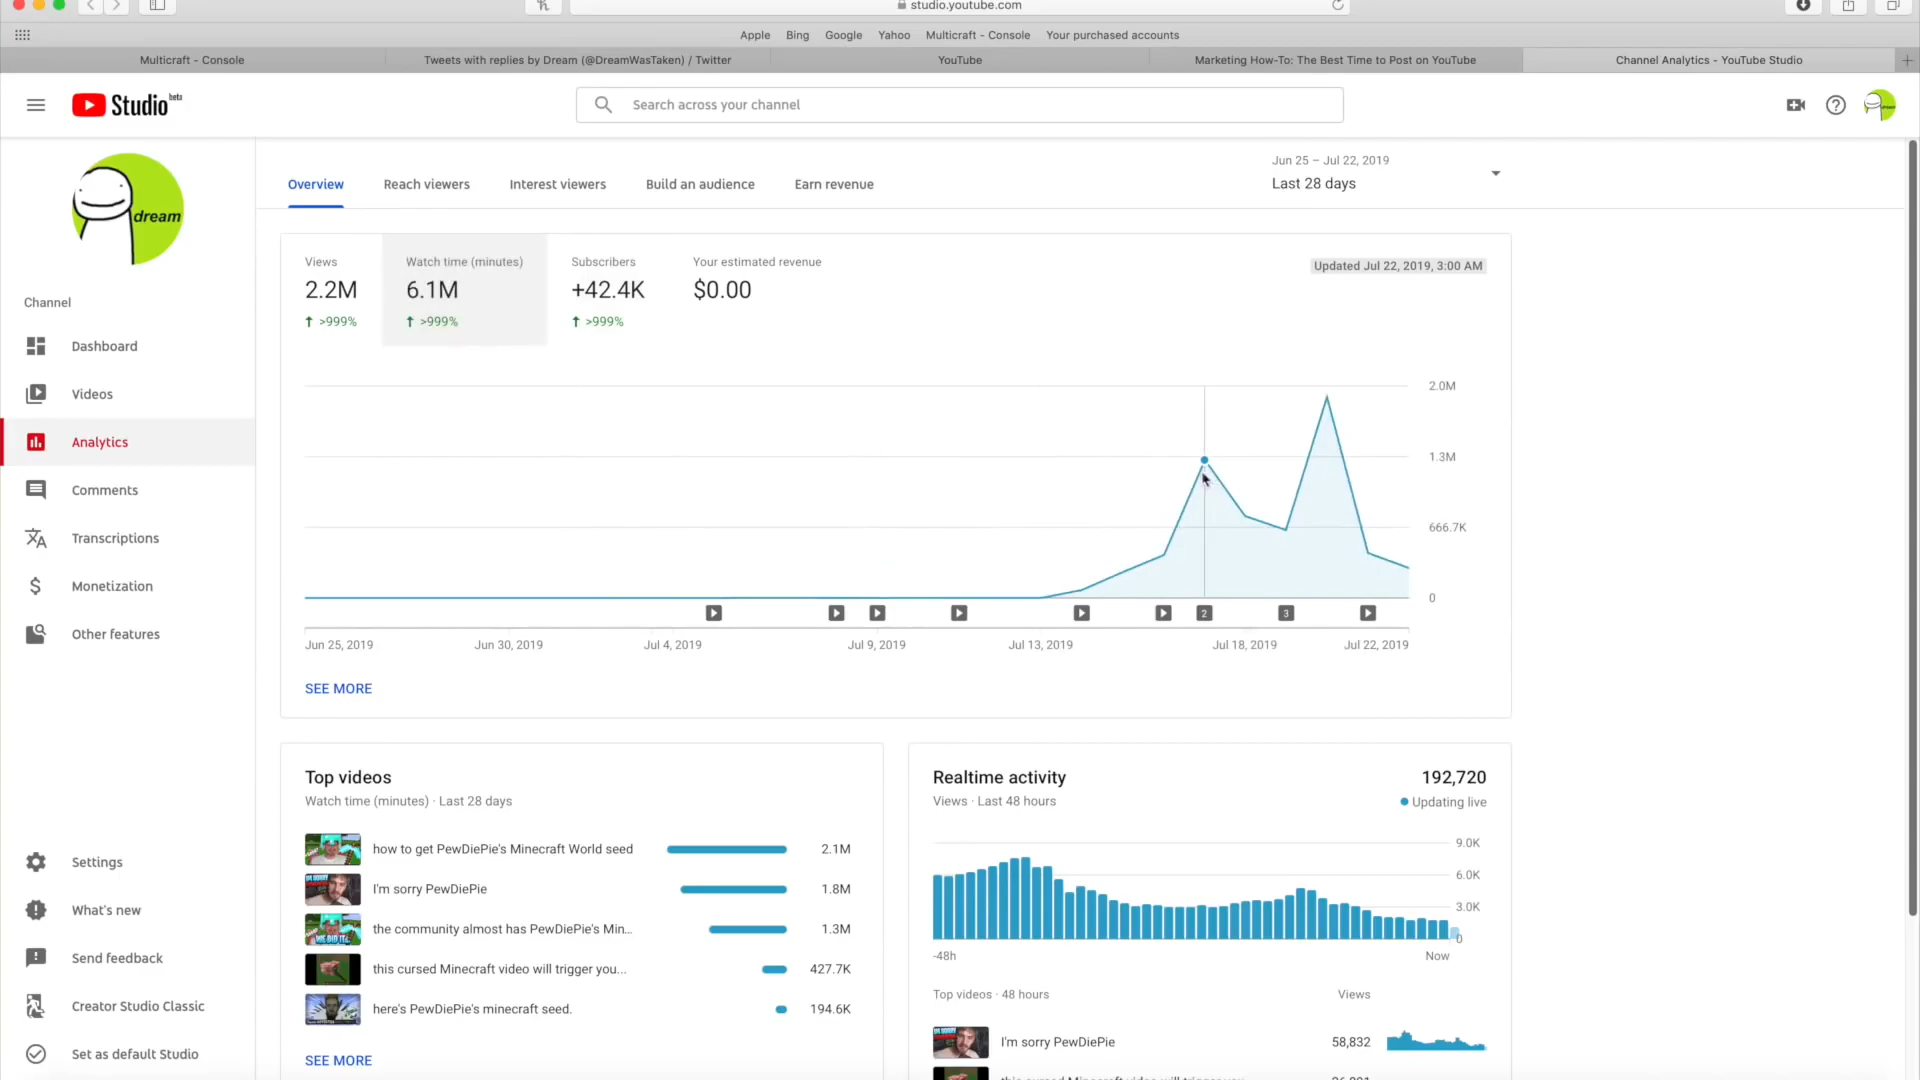 studio.youtube.com
Apple Bing Google Yahoo Multicraft - Console Your purchased accounts
Multicraft - Console
Tweets with replies by Dream (@DreamWasTaken) / Twitter
YouTube
Marketing How-To: The Best Time to Post on YouTube
Channel Analytics - YouTube Studio
Studio beta
Search across your channel
dream
Channel
Dashboard
Videos
Analytics
Comments
Transcriptions
Monetization
Other features
Settings
What's new
Send feedback
Creator Studio Classic
Set as default Studio
Overview
Reach viewers
Interest viewers
Build an audience
Earn revenue
Jun 25 – Jul 22, 2019
Last 28 days
Views
2.2M
>999%
Watch time (minutes)
6.1M
>999%
Subscribers
+42.4K
>999%
Your estimated revenue
$0.00
Updated Jul 22, 2019, 3:00 AM
2.0M
1.3M
666.7K
0
2
3
Jun 25, 2019
Jun 30, 2019
Jul 4, 2019
Jul 9, 2019
Jul 13, 2019
Jul 18, 2019
Jul 22, 2019
SEE MORE
Top videos
Watch time (minutes) · Last 28 days
how to get PewDiePie's Minecraft World seed 2.1M
I'm sorry PewDiePie 1.8M
the community almost has PewDiePie's Min... 1.3M
this cursed Minecraft video will trigger you... 427.7K
here's PewDiePie's minecraft seed. 194.6K
SEE MORE
Realtime activity
192,720
Views · Last 48 hours
Updating live
9.0K
6.0K
3.0K
0
-48h
Now
Top videos · 48 hours
Views
I'm sorry PewDiePie 58,832